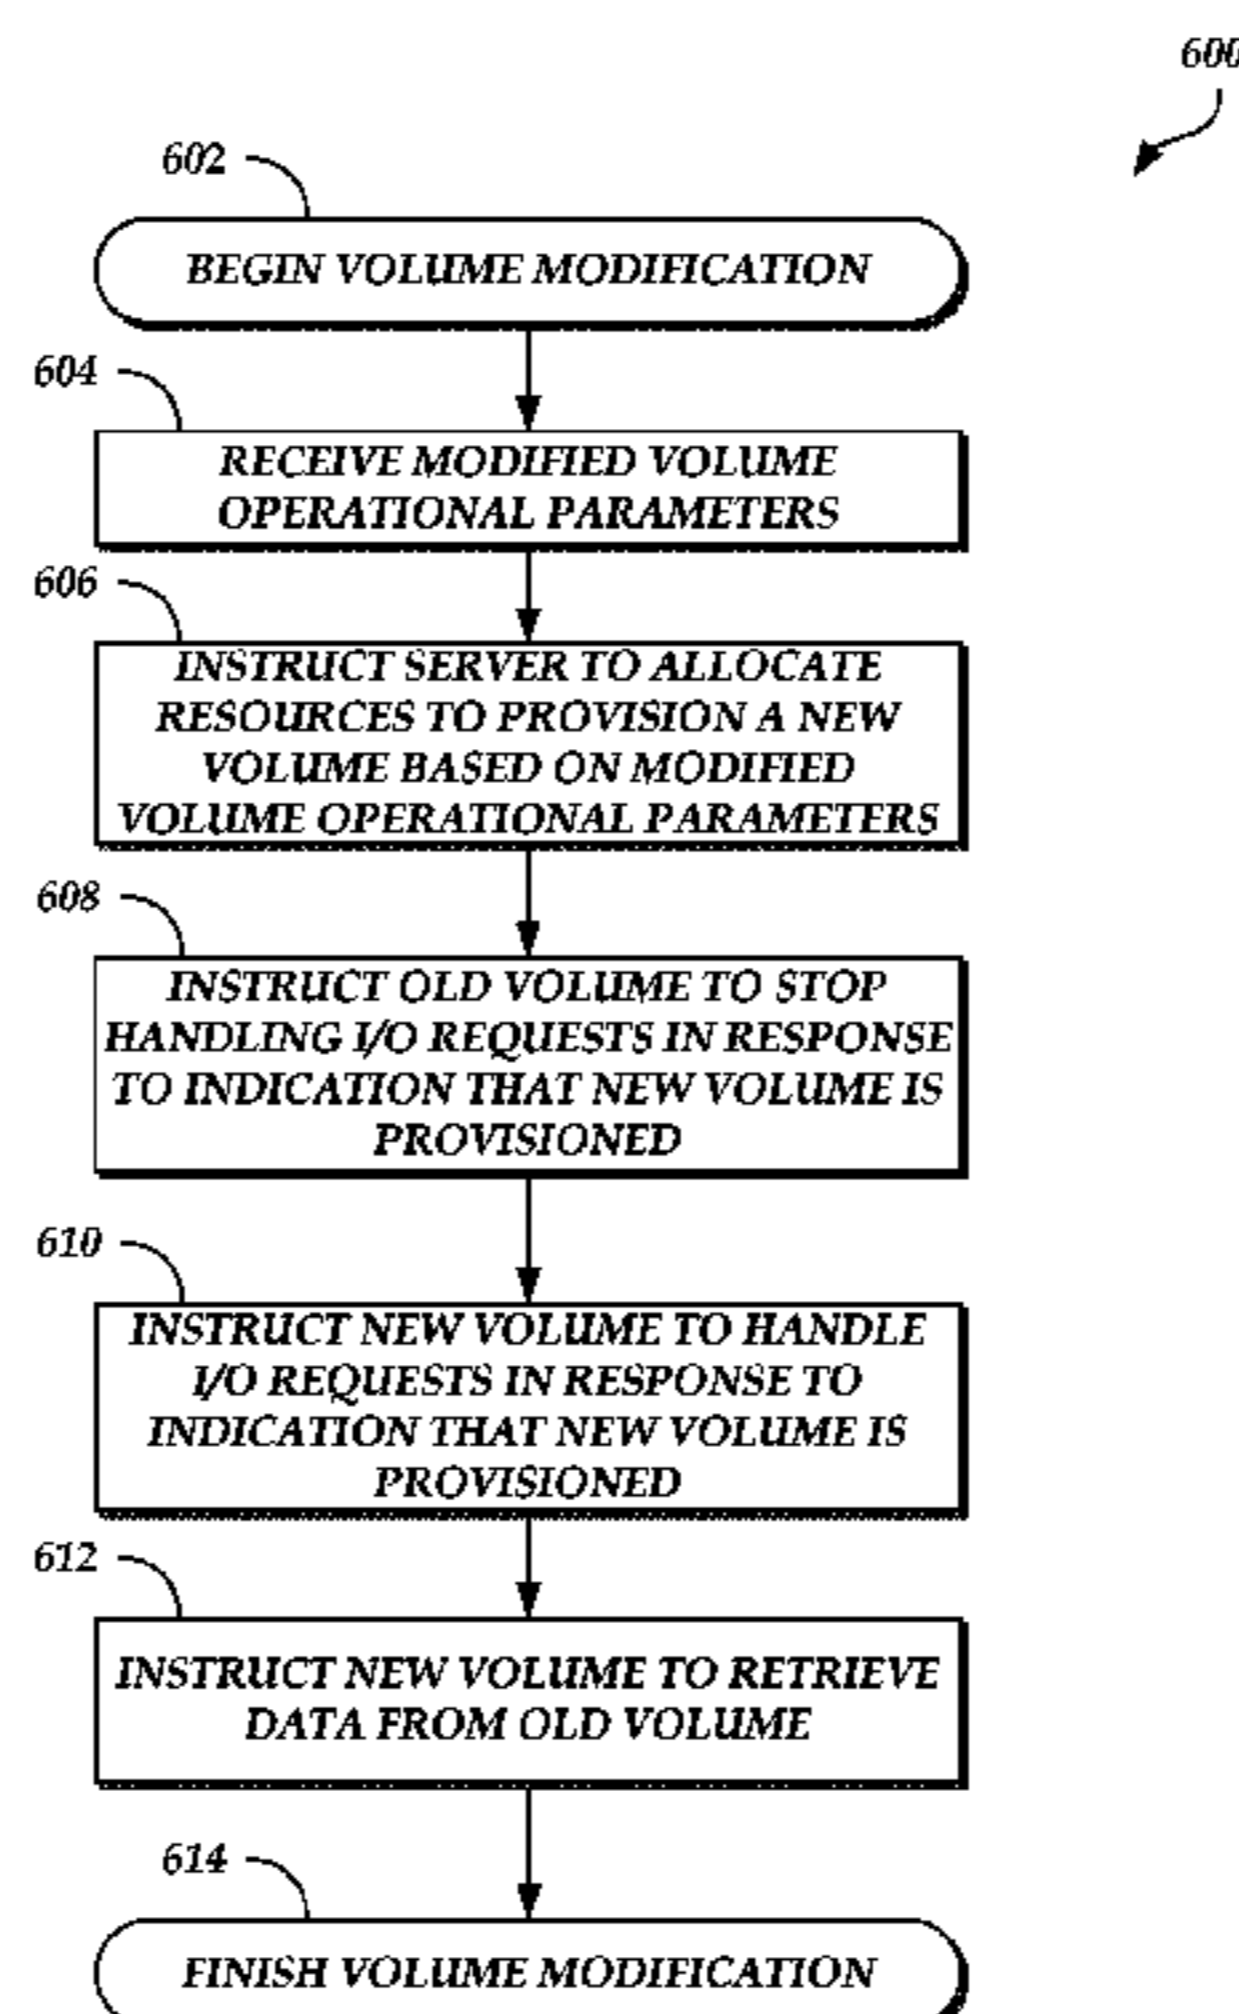 600
602
BEGIN VOLUME MODIFICATION
604
RECEIVE MODIFIED VOLUME
OPERATIONAL PARAMETERS
606
INSTRUCT SERVER TO ALLOCATE
RESOURCES TO PROVISION A NEW
VOLUME BASED ON MODIFIED
VOLUME OPERATIONAL PARAMETERS
608
INSTRUCT OLD VOLUME TO STOP
HANDLING I/O REQUESTS IN RESPONSE
TO INDICATION THAT NEW VOLUME IS
PROVISIONED
610
INSTRUCT NEW VOLUME TO HANDLE
I/O REQUESTS IN RESPONSE TO
INDICATION THAT NEW VOLUME IS
PROVISIONED
612
INSTRUCT NEW VOLUME TO RETRIEVE
DATA FROM OLD VOLUME
614
FINISH VOLUME MODIFICATION